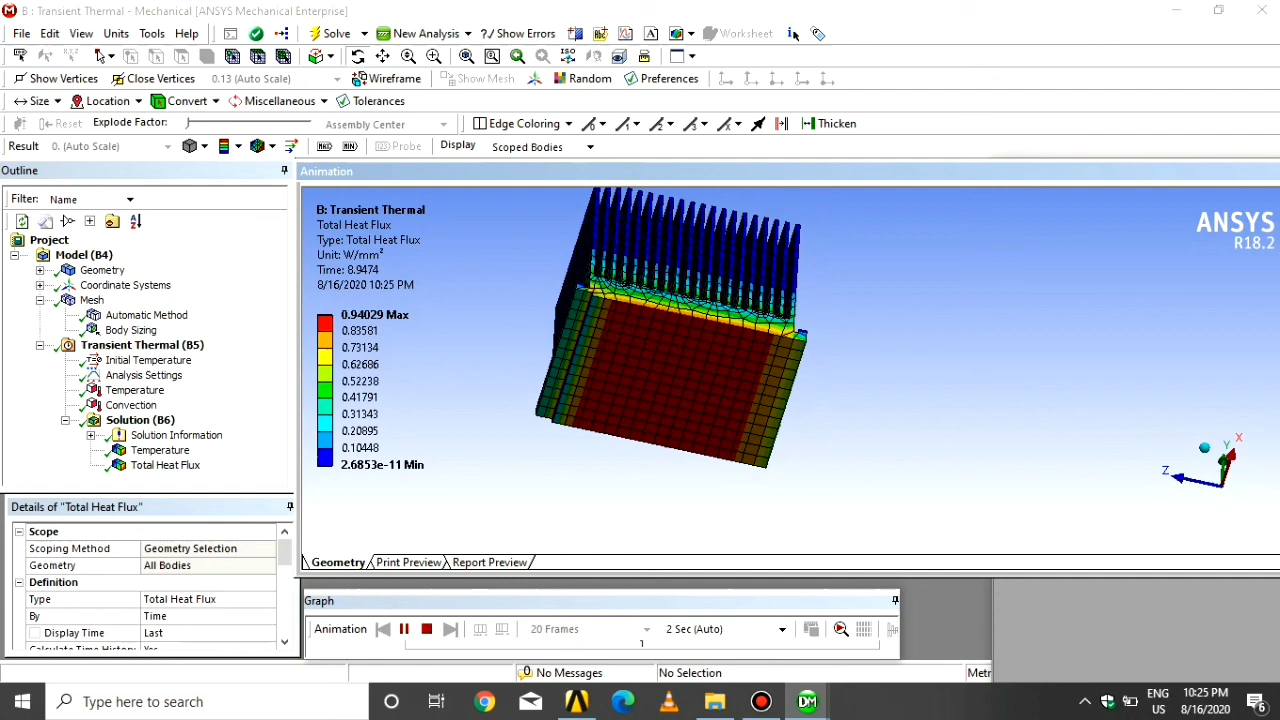 B : Transient Thermal - Mechanical [ANSYS Mechanical Enterprise]
File Edit View Units Tools Help Solve New Analysis ?/ Show Errors Worksheet
Show Vertices Close Vertices 0.13 (Auto Scale) Wireframe Show Mesh Random Preferences
Size Location Convert Miscellaneous Tolerances
Reset Explode Factor: Assembly Center Edge Coloring Thicken
Result 0. (Auto Scale) MAX MIN Probe Display Scoped Bodies
Outline
Filter: Name
Project
Model (B4)
Geometry
Coordinate Systems
Mesh
Automatic Method
Body Sizing
Transient Thermal (B5)
Initial Temperature
Analysis Settings
Temperature
Convection
Solution (B6)
Solution Information
Temperature
Total Heat Flux
Details of "Total Heat Flux"
Scope
Scoping Method Geometry Selection
Geometry All Bodies
Definition
Type Total Heat Flux
By Time
Display Time Last
Calculate Time History Yes
Animation
B: Transient Thermal
Total Heat Flux
Type: Total Heat Flux
Unit: W/mm²
Time: 8.9474
8/16/2020 10:25 PM
0.94029 Max
0.83581
0.73134
0.62686
0.52238
0.41791
0.31343
0.20895
0.10448
2.6853e-11 Min
ANSYS
R18.2
X
Y
Z
Geometry Print Preview Report Preview
Graph
Animation 20 Frames 2 Sec (Auto)
1
0 No Messages No Selection Metr
Type here to search
DM
ENG
US
10:25 PM
8/16/2020
6